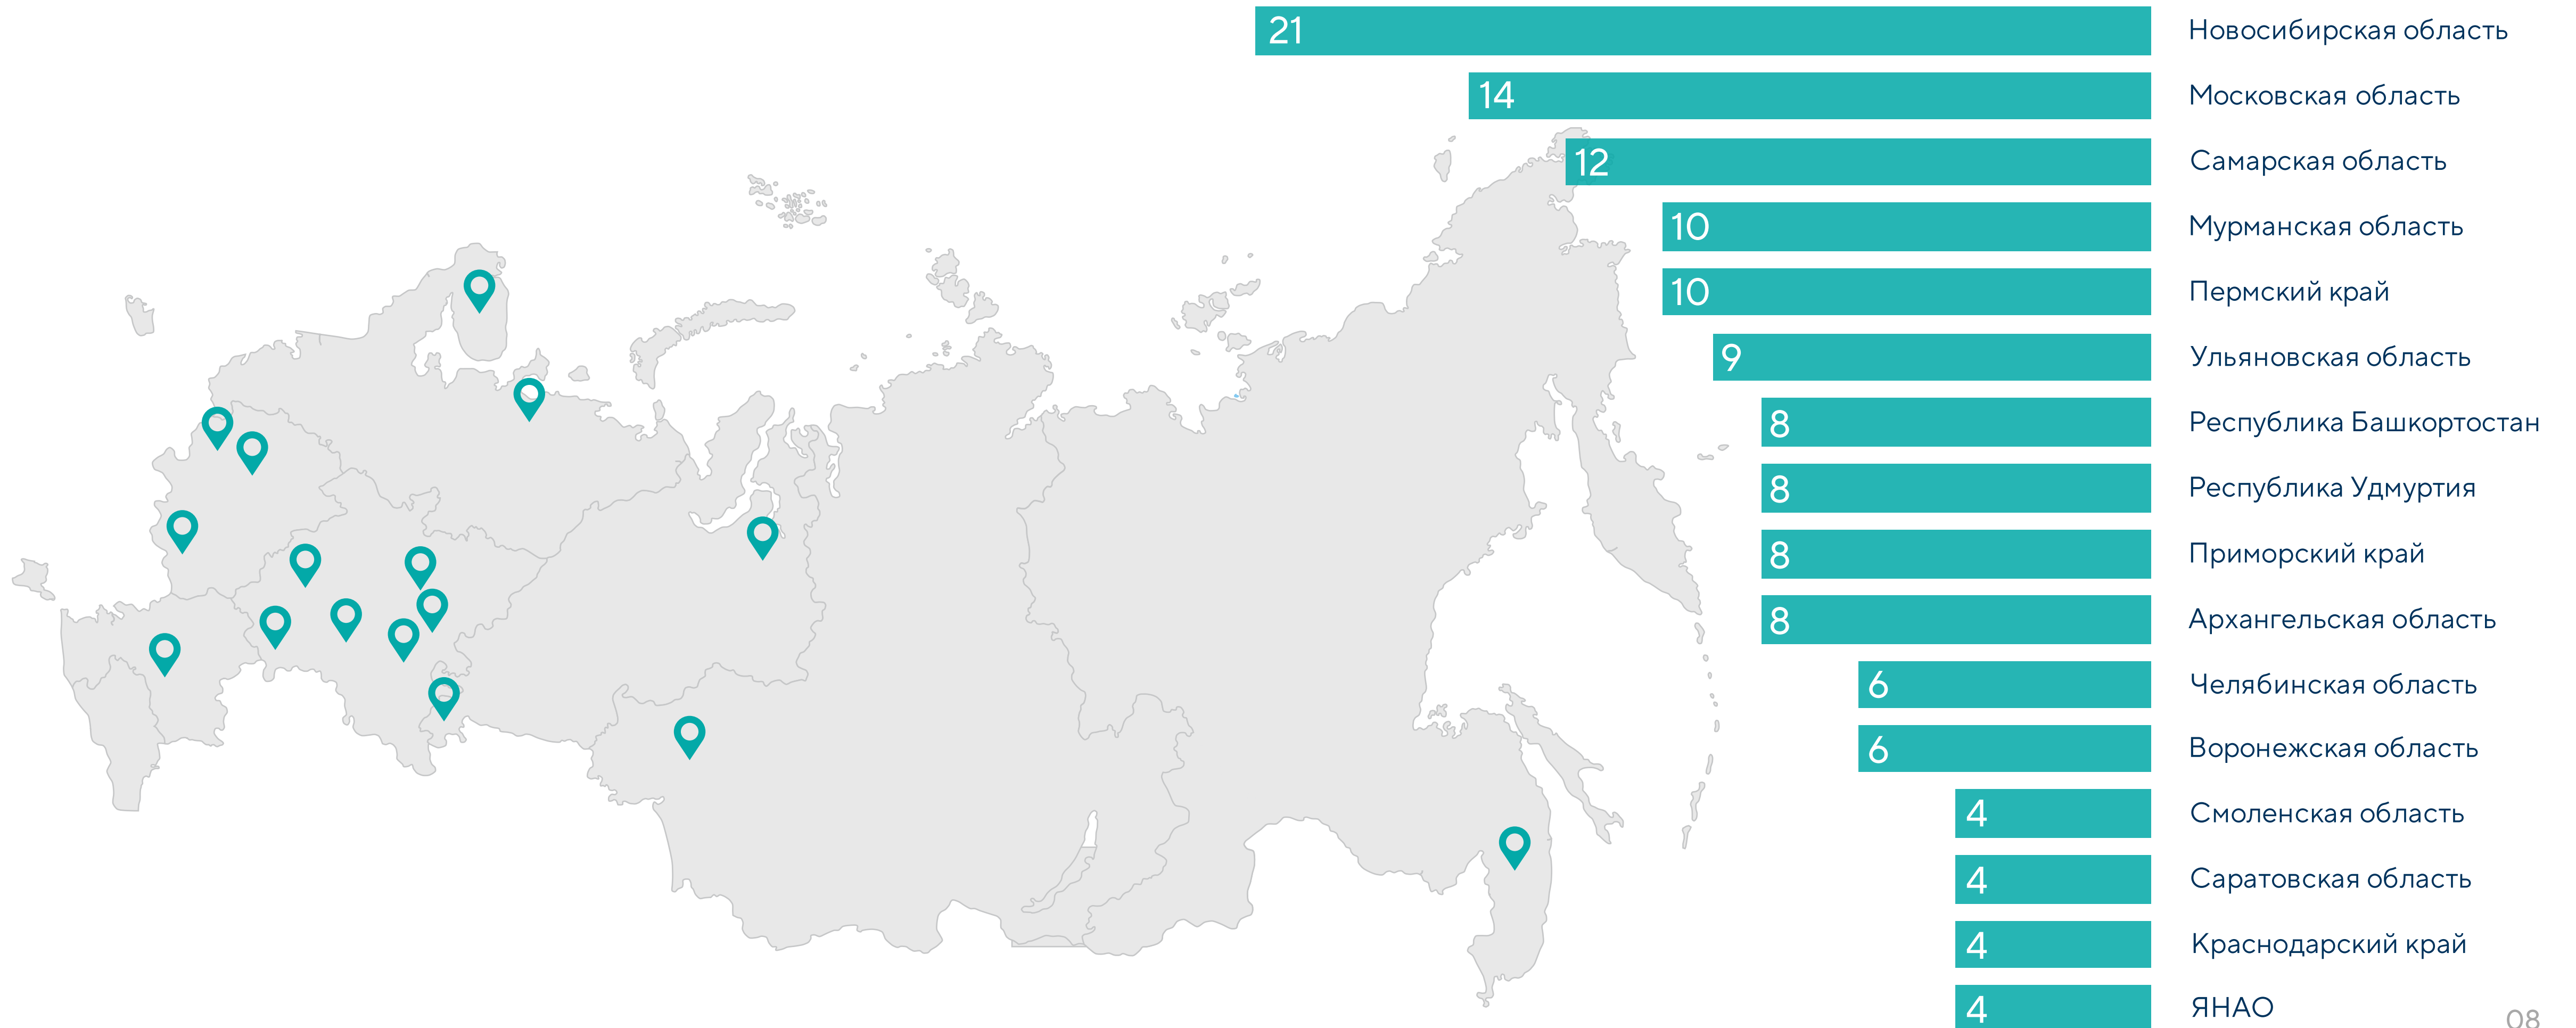 21 Новосибирская область
14 Московская область
12 Самарская область
10 Мурманская область
10 Пермский край
9 Ульяновская область
8 Республика Башкортостан
8 Республика Удмуртия
8 Приморский край
8 Архангельская область
6 Челябинская область
6 Воронежская область
4 Смоленская область
4 Саратовская область
4 Краснодарский край
4 ЯНАО
08